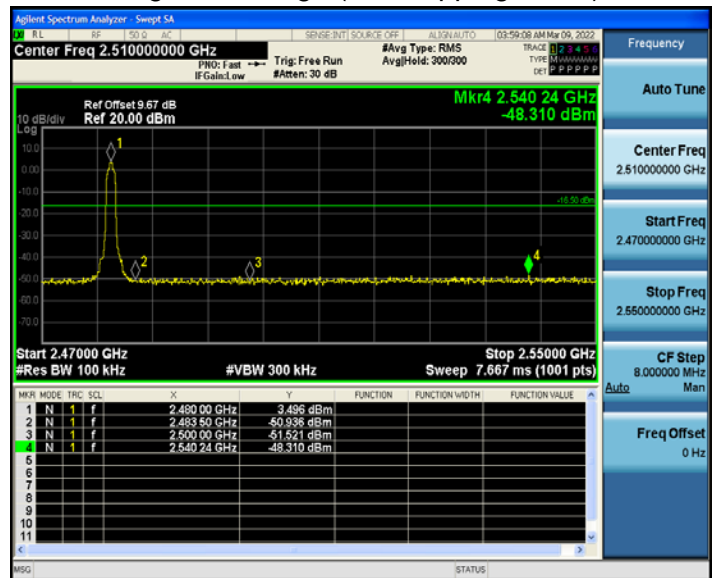 Agilent Spectrum Analyzer - Swept SA
RL RF 50 Ω AC SENSE:INT SOURCE OFF ALIGN AUTO 03:59:08 AM Mar 09, 2022
Center Freq 2.510000000 GHz #Avg Type: RMS TRACE 1 2 3 4 5 6
PNO: Fast Trig: Free Run Avg|Hold: 300/300 TYPE M
IFGain:Low #Atten: 30 dB DET P P P P P P
Ref Offset 9.67 dB Mkr4 2.540 24 GHz
10 dB/div Ref 20.00 dBm -48.310 dBm
Log
10.0
0.00
-10.0
-20.0
-30.0
-40.0
-50.0
-60.0
-70.0
1
-16.50 dBm
2
3
4
Start 2.47000 GHz Stop 2.55000 GHz
#Res BW 100 kHz #VBW 300 kHz Sweep 7.667 ms (1001 pts)
MKR MODE TRC SCL X Y FUNCTION FUNCTION WIDTH FUNCTION VALUE
1 N 1 f 2.480 00 GHz 3.496 dBm
2 N 1 f 2.483 50 GHz -50.936 dBm
3 N 1 f 2.500 00 GHz -51.521 dBm
4 N 1 f 2.540 24 GHz -48.310 dBm
5
6
7
8
9
10
11
MSG STATUS
Frequency
Auto Tune
Center Freq
2.510000000 GHz
Start Freq
2.470000000 GHz
Stop Freq
2.550000000 GHz
CF Step
8.000000 MHz
Auto Man
Freq Offset
0 Hz